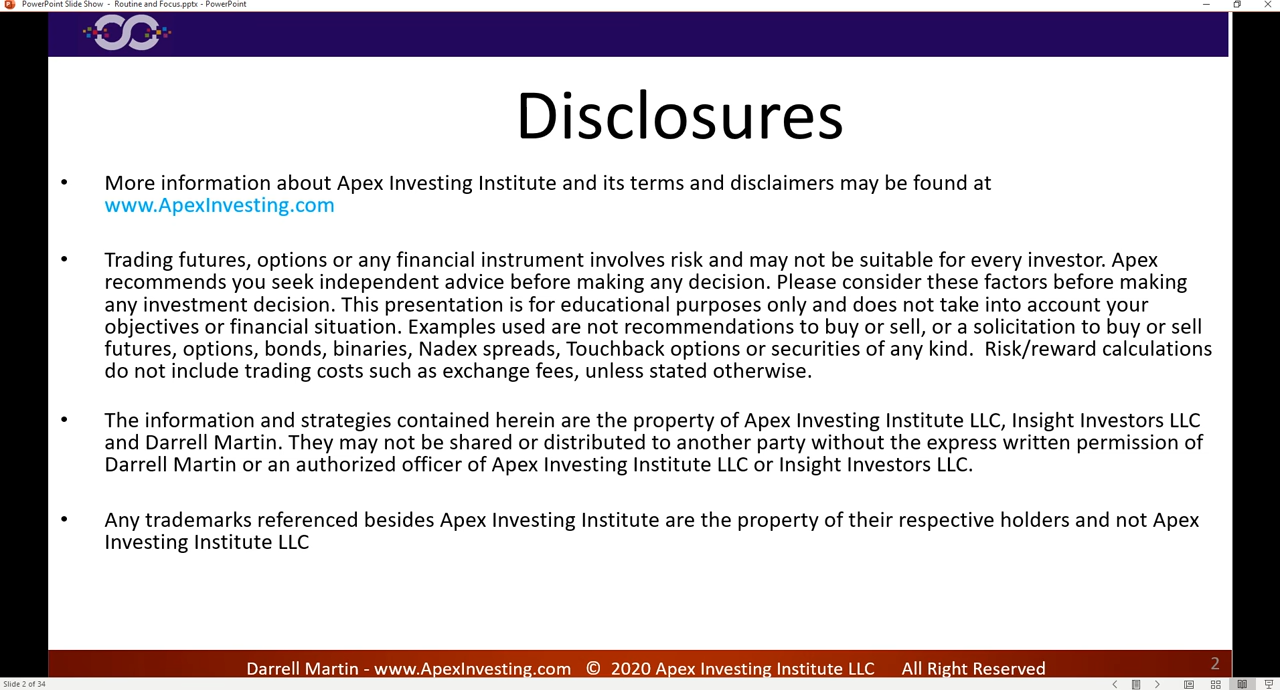 PowerPoint Slide Show - Routine and Focus.pptx - PowerPoint
Disclosures
• More information about Apex Investing Institute and its terms and disclaimers may be found at
www.ApexInvesting.com
• Trading futures, options or any financial instrument involves risk and may not be suitable for every investor. Apex
recommends you seek independent advice before making any decision. Please consider these factors before making
any investment decision. This presentation is for educational purposes only and does not take into account your
objectives or financial situation. Examples used are not recommendations to buy or sell, or a solicitation to buy or sell
futures, options, bonds, binaries, Nadex spreads, Touchback options or securities of any kind.  Risk/reward calculations
do not include trading costs such as exchange fees, unless stated otherwise.
• The information and strategies contained herein are the property of Apex Investing Institute LLC, Insight Investors LLC
and Darrell Martin. They may not be shared or distributed to another party without the express written permission of
Darrell Martin or an authorized officer of Apex Investing Institute LLC or Insight Investors LLC.
• Any trademarks referenced besides Apex Investing Institute are the property of their respective holders and not Apex
Investing Institute LLC
Darrell Martin - www.ApexInvesting.com © 2020 Apex Investing Institute LLC All Right Reserved
2
Slide 2 of 34